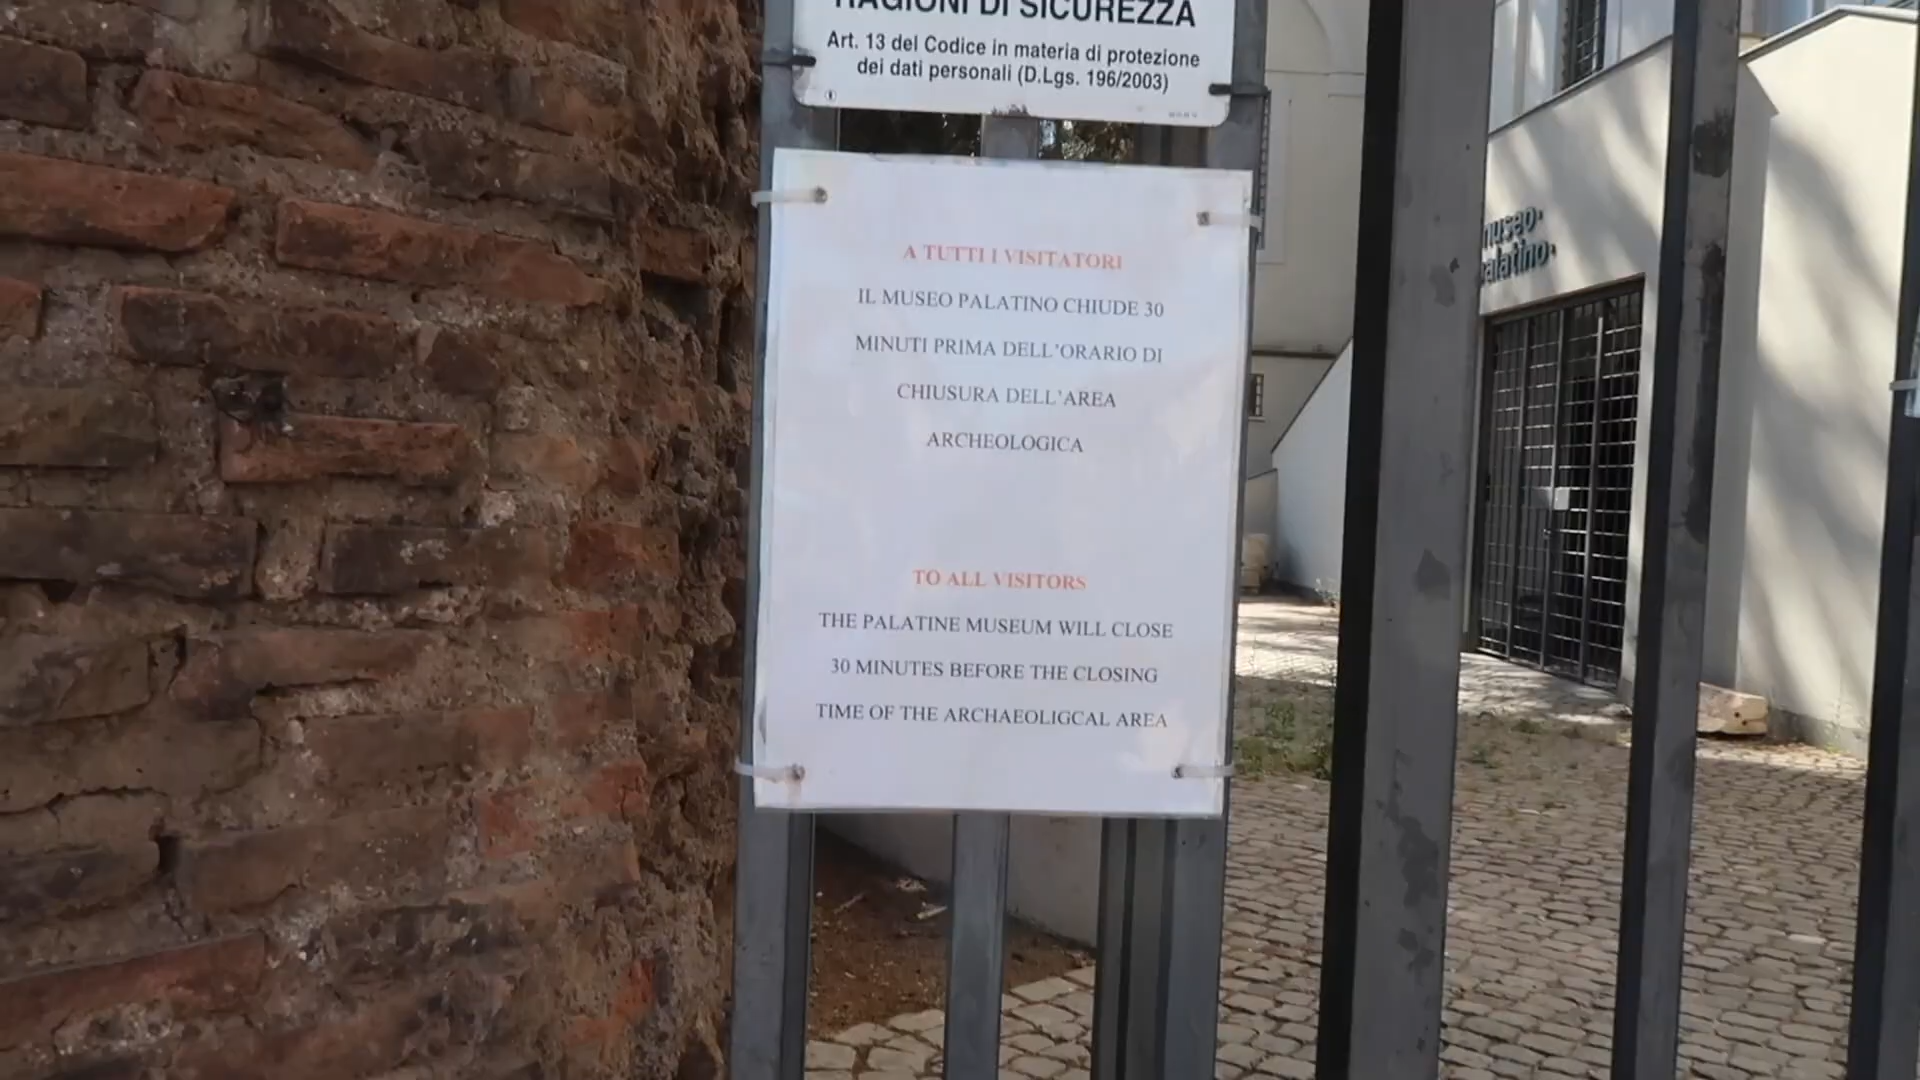 RAGIONI DI SICUREZZA
Art. 13 del Codice in materia di protezione
dei dati personali (D.Lgs. 196/2003)
A TUTTI I VISITATORI
IL MUSEO PALATINO CHIUDE 30
MINUTI PRIMA DELL'ORARIO DI
CHIUSURA DELL'AREA
ARCHEOLOGICA
TO ALL VISITORS
THE PALATINE MUSEUM WILL CLOSE
30 MINUTES BEFORE THE CLOSING
TIME OF THE ARCHAEOLIGCAL AREA
museo·
palatino·